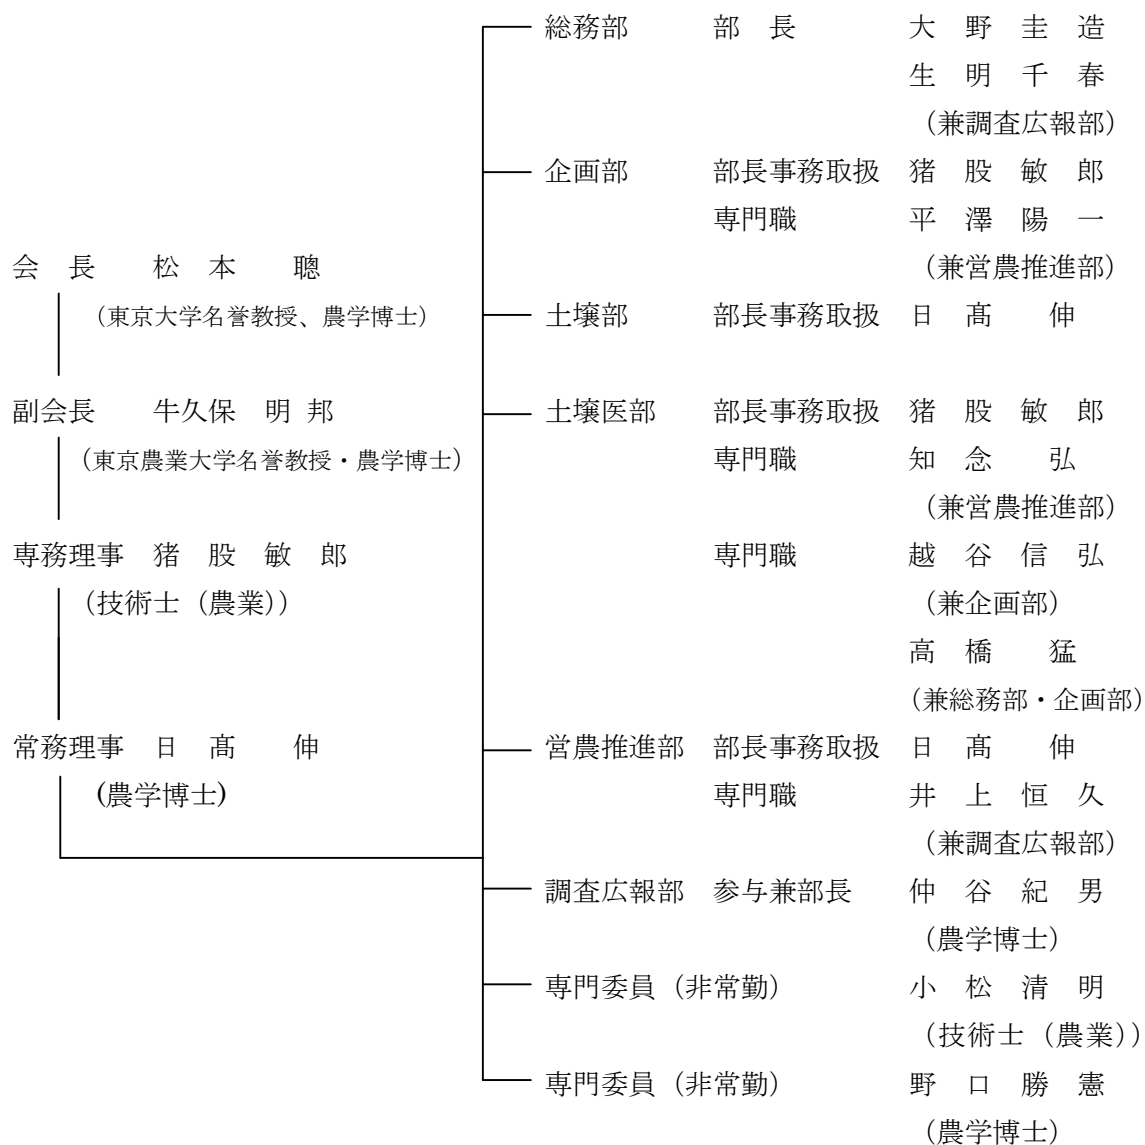 総務部 部 長 大 野 圭 造
生 明 千 春
（兼調査広報部）
企画部 部長事務取扱 猪 股 敏 郎
専門職 平 澤 陽 一
会 長 松 本 聰 （兼営農推進部）
（東京大学名誉教授、農学博士） 土壌部 部長事務取扱 日 髙 伸
副会長 牛久保 明 邦 土壌医部 部長事務取扱 猪 股 敏 郎
（東京農業大学名誉教授・農学博士） 専門職 知 念 弘
（兼営農推進部）
専務理事 猪 股 敏 郎 専門職 越 谷 信 弘
（技術士（農業）） （兼企画部）
高 橋 猛
（兼総務部・企画部）
常務理事 日 髙 伸 営農推進部 部長事務取扱 日 髙 伸
(農学博士) 専門職 井 上 恒 久
（兼調査広報部）
調査広報部 参与兼部長 仲 谷 紀 男
（農学博士）
専門委員（非常勤） 小 松 清 明
（技術士（農業））
専門委員（非常勤） 野 口 勝 憲
（農学博士）